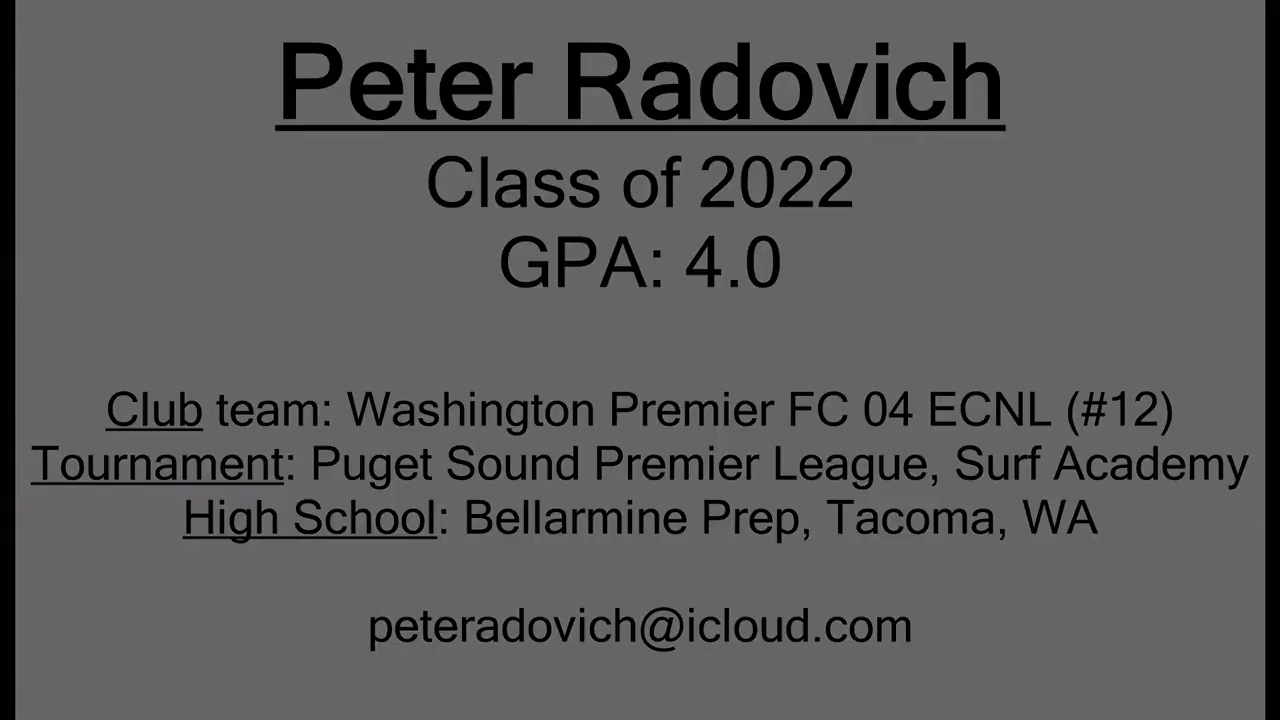 Peter Radovich
Class of 2022
GPA: 4.0
Club team: Washington Premier FC 04 ECNL (#12)
Tournament: Puget Sound Premier League, Surf Academy
High School: Bellarmine Prep, Tacoma, WA
peteradovich@icloud.com